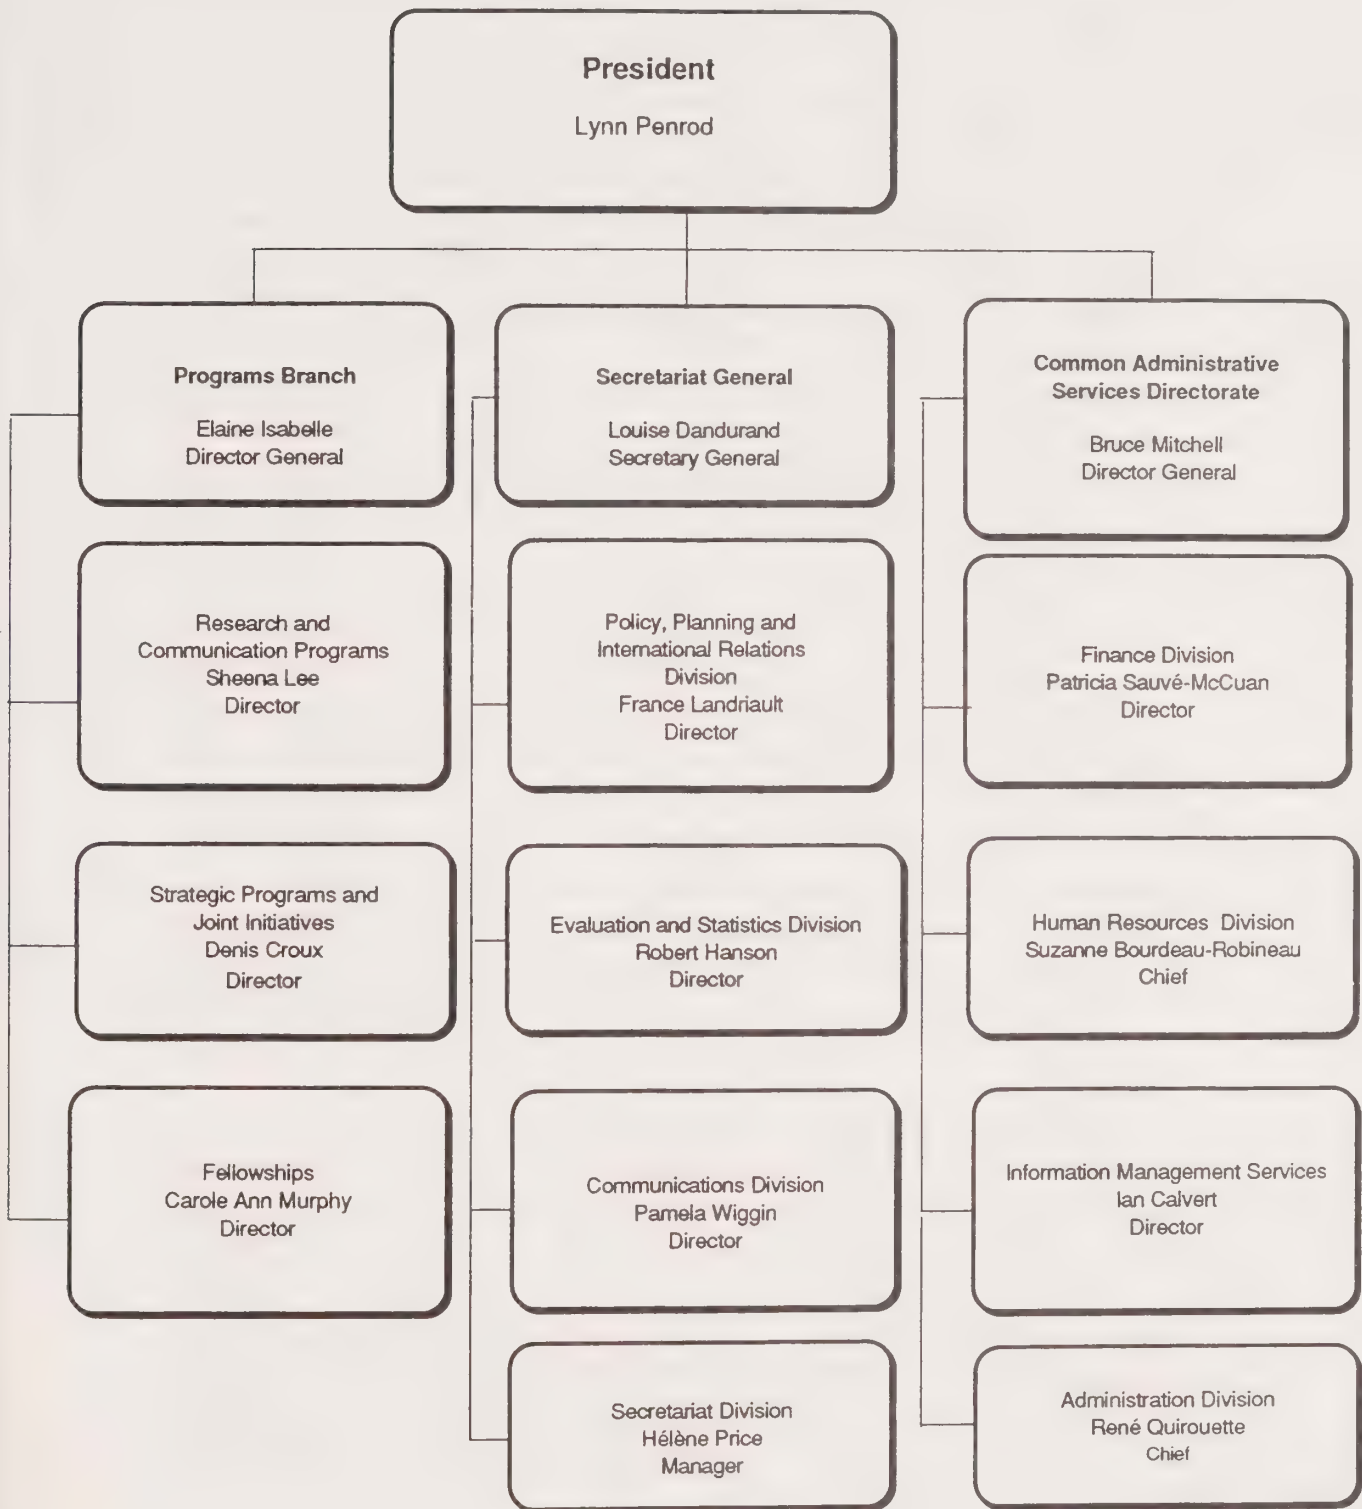 President
Lynn Penrod
Programs Branch
Elaine Isabelle
Director General
Secretariat General
Louise Dandurand
Secretary General
Common Administrative
Services Directorate
Bruce Mitchell
Director General
Research and
Communication Programs
Sheena Lee
Director
Policy, Planning and
International Relations
Division
France Landriault
Director
Finance Division
Patricia Sauvé-McCuan
Director
Strategic Programs and
Joint Initiatives
Denis Croux
Director
Evaluation and Statistics Division
Robert Hanson
Director
Human Resources Division
Suzanne Bourdeau-Robineau
Chief
Fellowships
Carole Ann Murphy
Director
Communications Division
Pamela Wiggin
Director
Information Management Services
Ian Calvert
Director
Secretariat Division
Hélène Price
Manager
Administration Division
René Quirouette
Chief